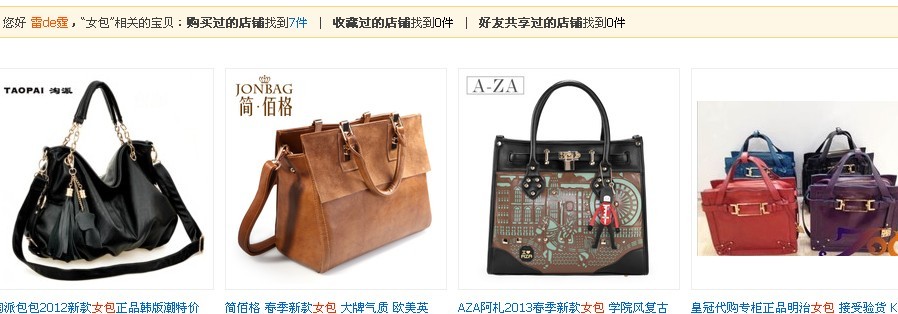 您好 雷de霆，“女包”相关的宝贝：购买过的店铺找到7件 | 收藏过的店铺找到0件 | 好友共享过的店铺找到0件
TAOPAI 淘派
JONBAG
简·佰格
A-ZA
I
AZA
淘派包包2012新款女包正品韩版潮特价
简佰格 春季新款女包 大牌气质 欧美英
AZA阿札2013春季新款女包 学院风复古
皇冠代购专柜正品明治女包 接受验货 K